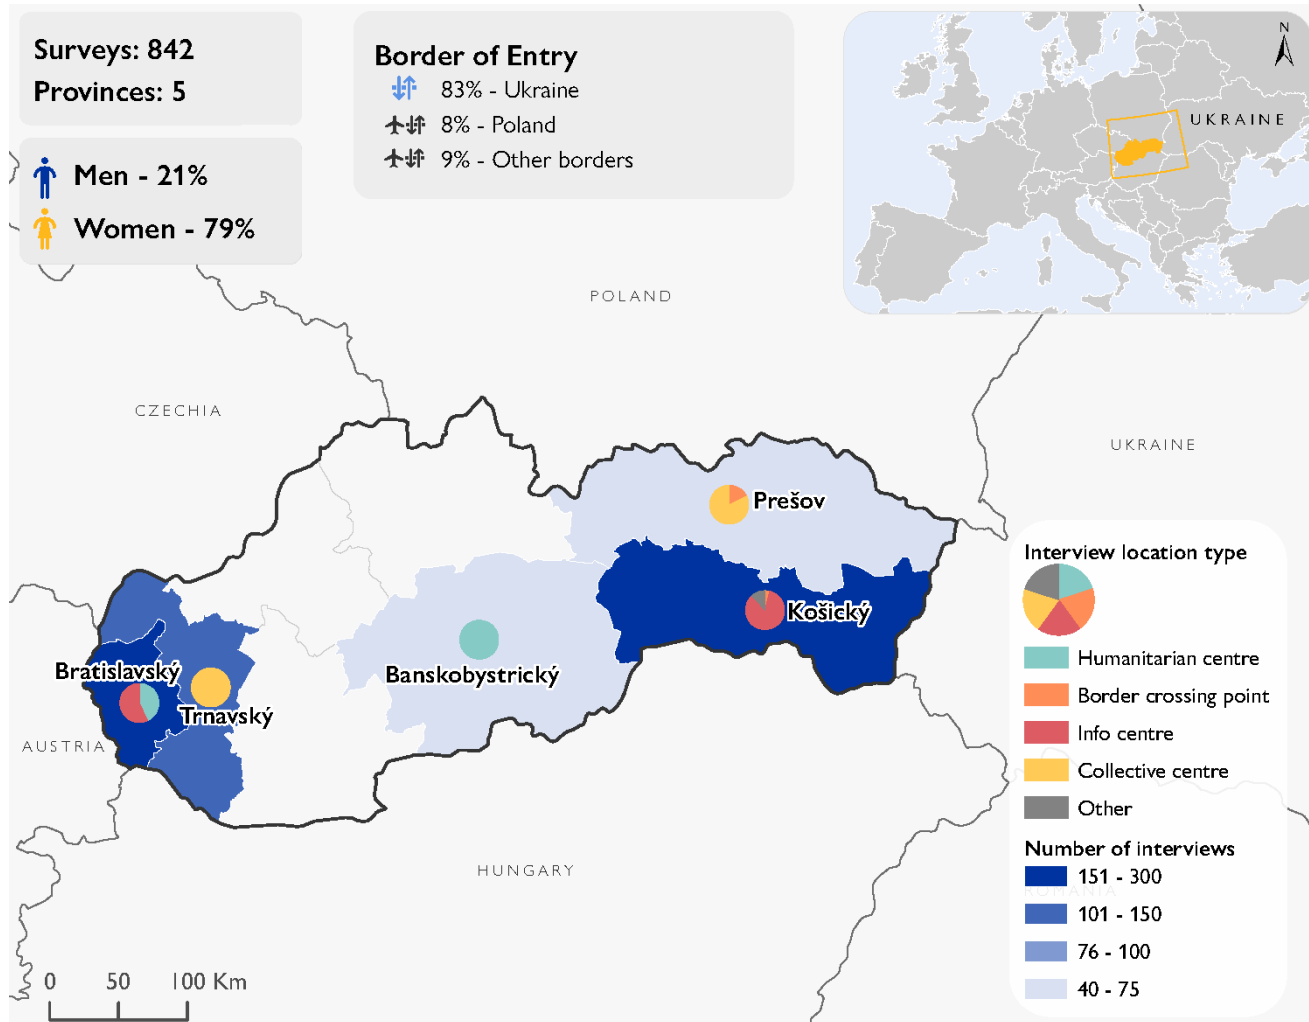 Surveys: 842
Provinces: 5
Men - 21%
Women - 79%
Border of Entry
83% - Ukraine
8% - Poland
9% - Other borders
N
UKRAINE
POLAND
CZECHIA
UKRAINE
Prešov
Košický
Banskobystrický
Bratislavský
Trnavský
AUSTRIA
HUNGARY
Interview location type
Humanitarian centre
Border crossing point
Info centre
Collective centre
Other
Number of interviews
151 - 300
ROMANIA
101 - 150
76 - 100
40 - 75
0 50 100 Km